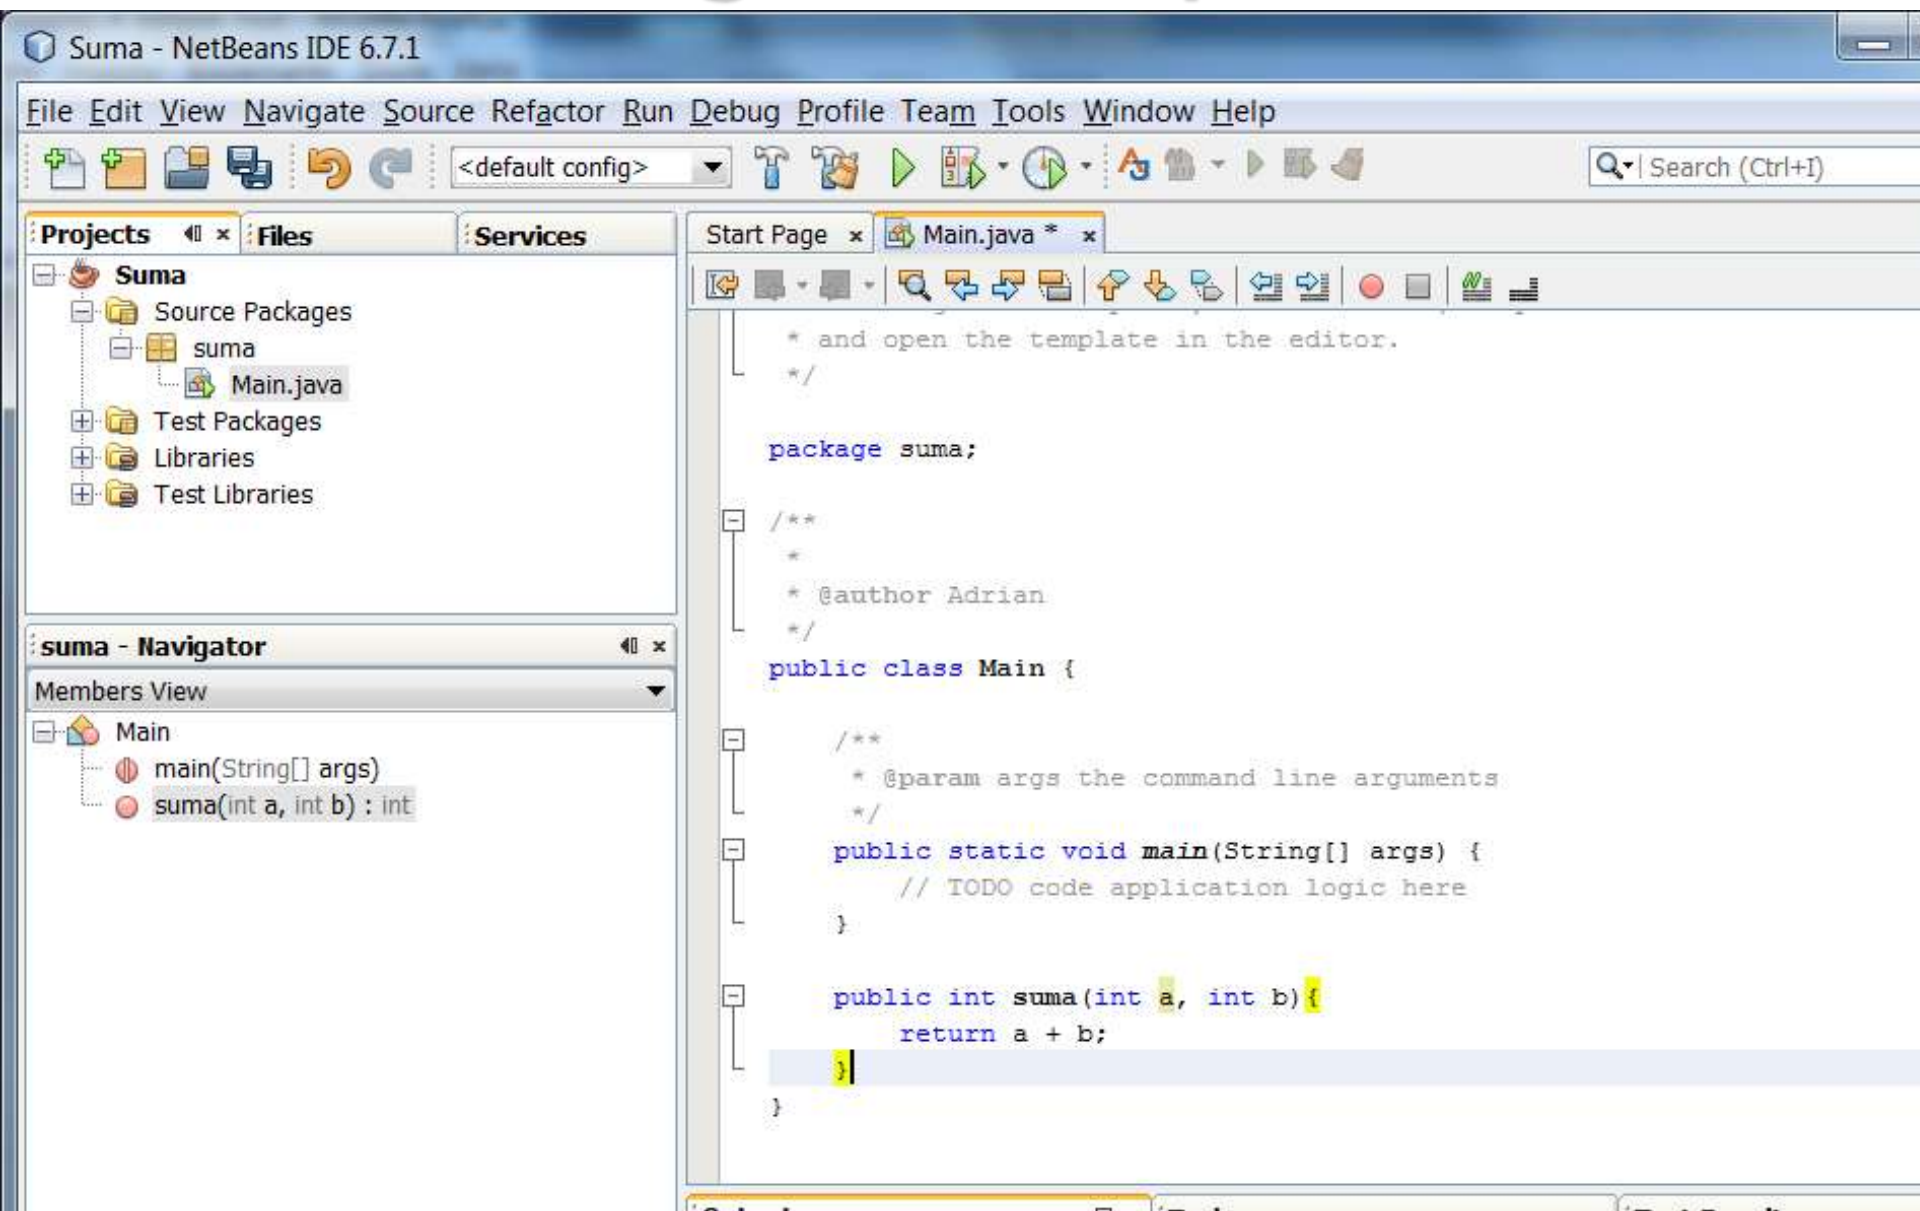 Suma - NetBeans IDE 6.7.1
File Edit View Navigate Source Refactor Run Debug Profile Team Tools Window Help
<default config>
Search (Ctrl+I)
Projects
Files
Services
Suma
Source Packages
suma
Main.java
Test Packages
Libraries
Test Libraries
suma - Navigator
Members View
Main
main(String[] args)
suma(int a, int b) : int
Start Page
Main.java *
* and open the template in the editor.
*/
package suma;
/**
*
* @author Adrian
*/
public class Main {
/**
* @param args the command line arguments
*/
public static void main(String[] args) {
// TODO code application logic here
}
public int suma(int a, int b){
return a + b;
}
}